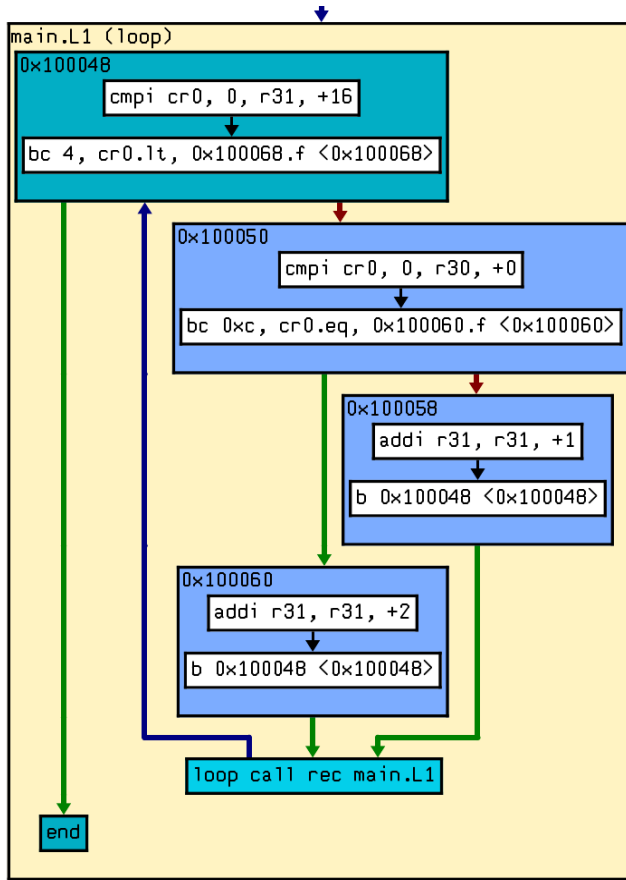 main.L1 (loop)
0x100048
cmpi cr0, 0, r31, +16
bc 4, cr0.lt, 0x100068.f <0x100068>
0x100050
cmpi cr0, 0, r30, +0
bc 0xc, cr0.eq, 0x100060.f <0x100060>
0x100058
addi r31, r31, +1
b 0x100048 <0x100048>
0x100060
addi r31, r31, +2
b 0x100048 <0x100048>
loop call rec main.L1
end